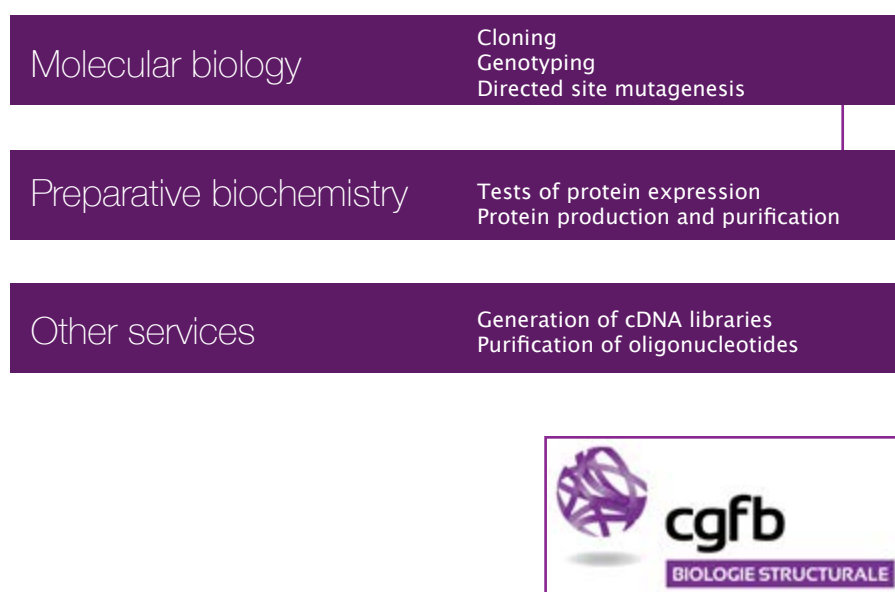 Molecular biology
Cloning
Genotyping
Directed site mutagenesis
Preparative biochemistry
Tests of protein expression
Protein production and purification
Other services
Generation of cDNA libraries
Purification of oligonucleotides
cgfb
BIOLOGIE STRUCTURALE